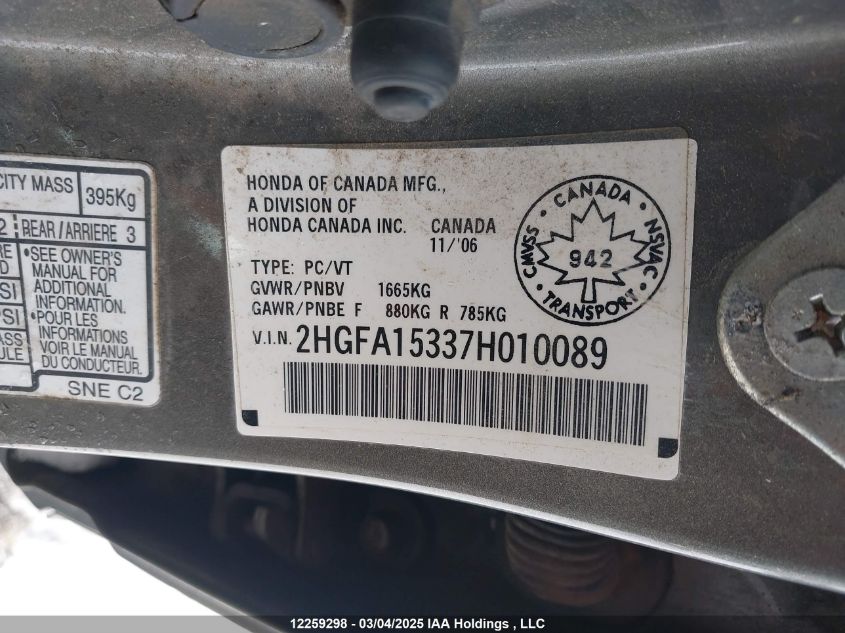 CITY MASS 395Kg
2 REAR/ARRIERE 3
•SEE OWNER'S
MANUAL FOR
ADDITIONAL
INFORMATION.
•POUR LES
INFORMATIONS
VOIR LE MANUEL
DU CONDUCTEUR.
SNE C2
HONDA OF CANADA MFG.,
A DIVISION OF
HONDA CANADA INC. CANADA
11/'06
TYPE: PC/VT
GVWR/PNBV 1665KG
GAWR/PNBE F 880KG R 785KG
V.I.N. 2HGFA15337H010089
CANADA
CMVSS NSVAC
942
TRANSPORT
12259298 - 03/04/2025 IAA Holdings , LLC